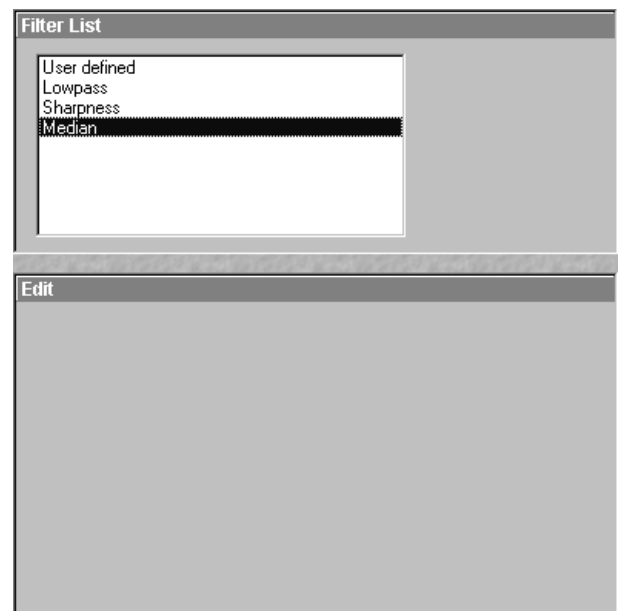 Filter List
User defined
Lowpass
Sharpness
Median
Edit